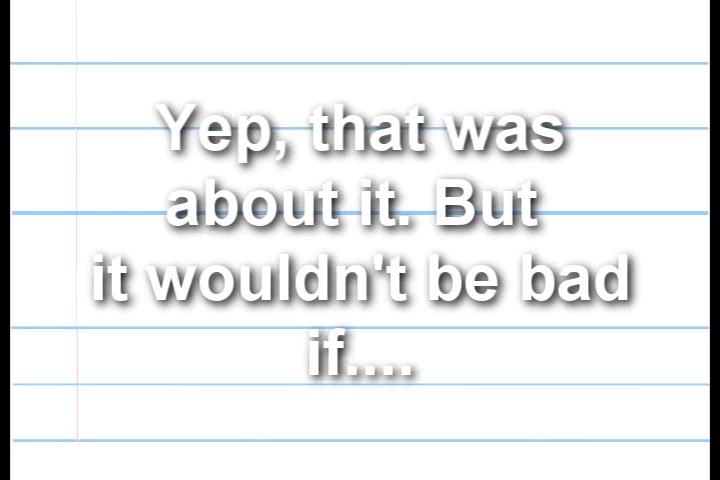 Yep, that was
about it. But
it wouldn't be bad
if....